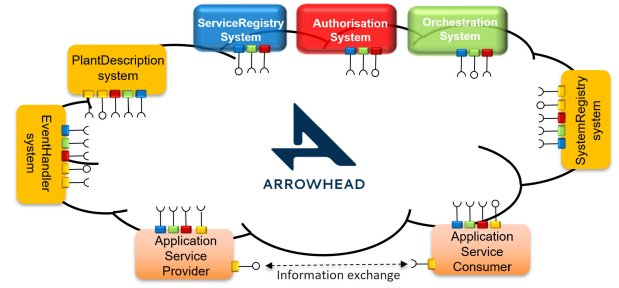 ServiceRegistry
System
Authorisation
System
Orchestration
System
PlantDescription
system
EventHandler
system
SystemRegistry
system
ARROWHEAD
Application
Service
Provider
Application
Service
Consumer
Information exchange